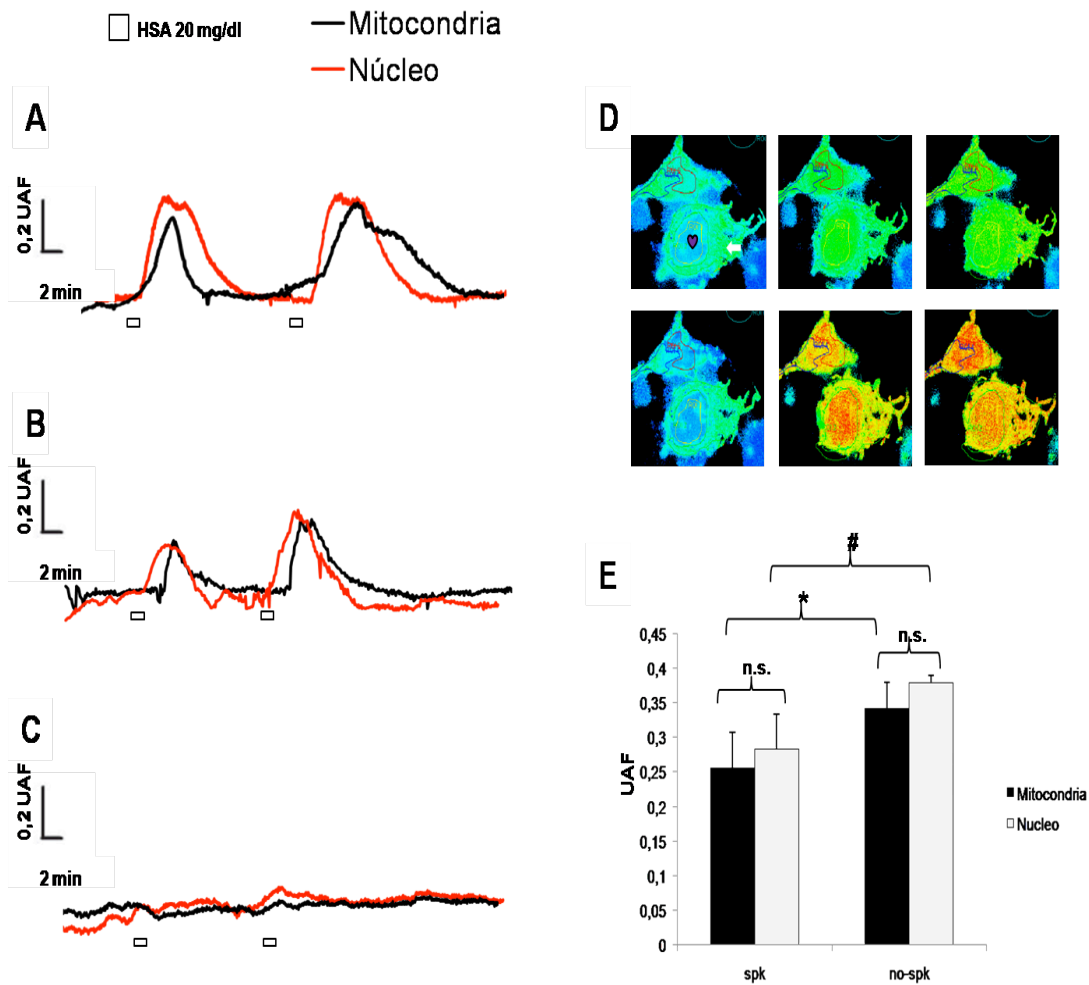 HSA 20 mg/dl
Mitocondria
Núcleo
A
0,2 UAF
2 min
B
0,2 UAF
2 min
C
0,2 UAF
2 min
D
E
#
*
n.s.
n.s.
UAF
0,45
0,4
0,35
0,3
0,25
0,2
0,15
0,1
0,05
0
spk
no-spk
Mitocondria
Nucleo